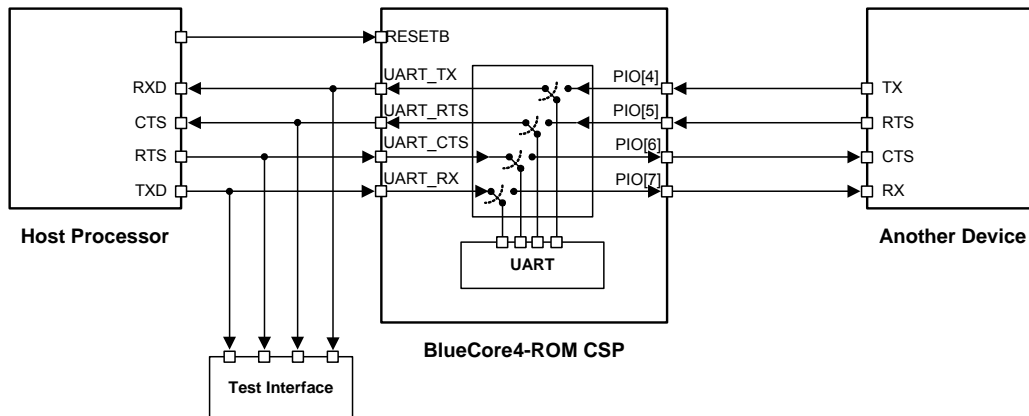 RESETB
RXD
UART_TX
PIO[4]
TX
CTS
UART_RTS
PIO[5]
RTS
RTS
UART_CTS
PIO[6]
CTS
TXD
UART_RX
PIO[7]
RX
Host Processor
Another Device
UART
BlueCore4-ROM CSP
Test Interface